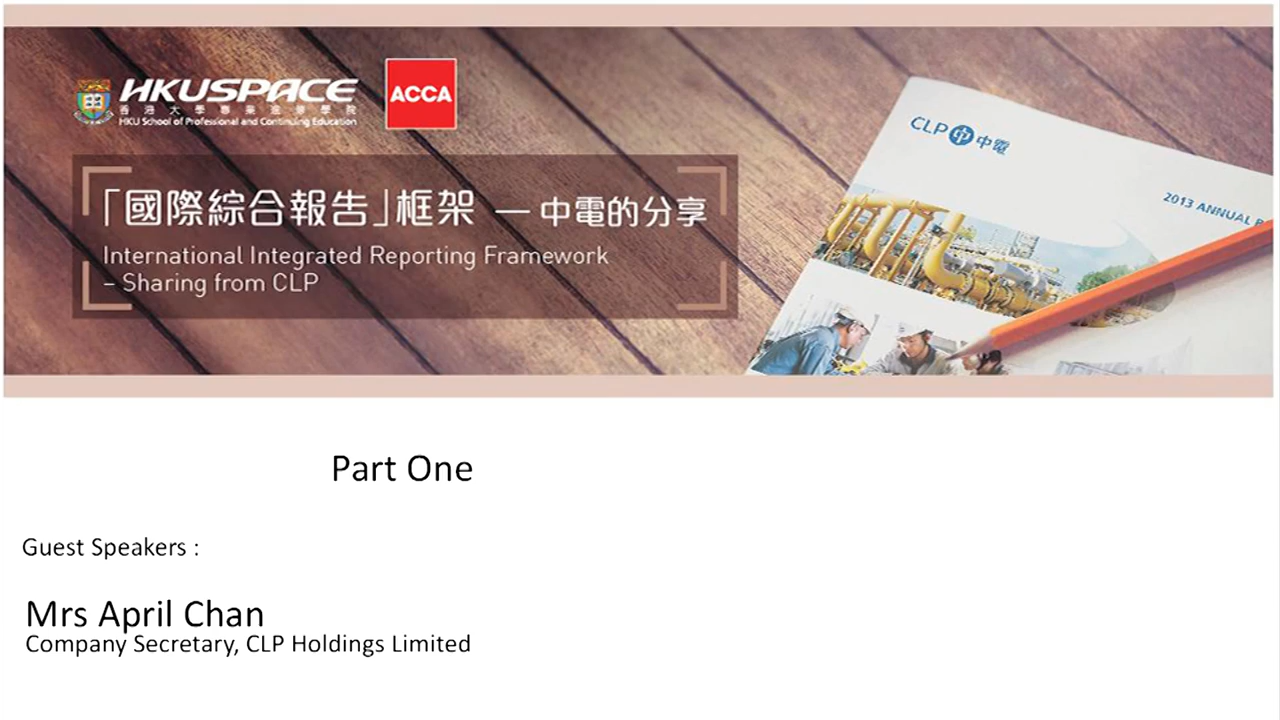 HKUSPACE
香港大學專業進修學院
HKU School of Professional and Continuing Education
ACCA
CLP 中電
2013 ANNUAL R
「國際綜合報告」框架 — 中電的分享
International Integrated Reporting Framework
– Sharing from CLP
Part One
Guest Speakers :
Mrs April Chan
Company Secretary, CLP Holdings Limited